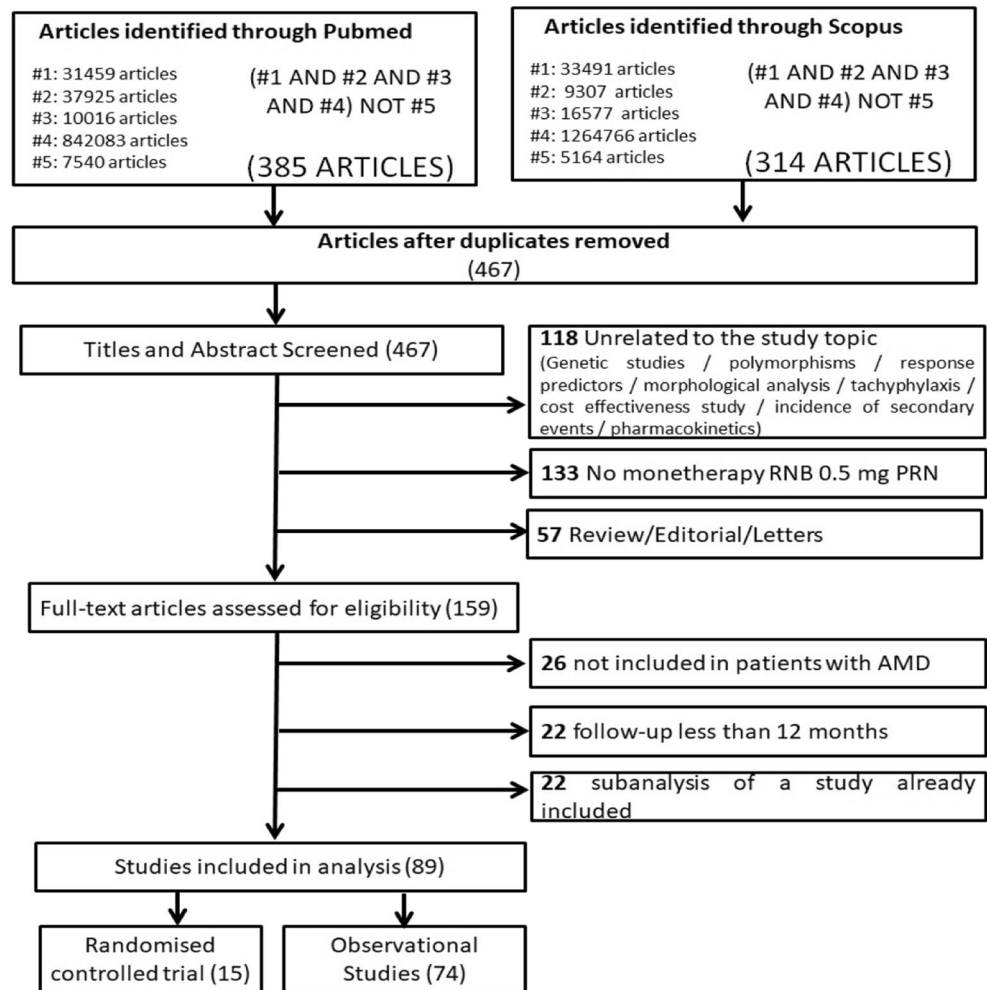 Articles identified through Pubmed
#1: 31459 articles
#2: 37925 articles
#3: 10016 articles
#4: 842083 articles
#5: 7540 articles
(#1 AND #2 AND #3
AND #4) NOT #5
(385 ARTICLES)
Articles identified through Scopus
#1: 33491 articles
#2: 9307 articles
#3: 16577 articles
#4: 1264766 articles
#5: 5164 articles
(#1 AND #2 AND #3
AND #4) NOT #5
(314 ARTICLES)
Articles after duplicates removed
(467)
Titles and Abstract Screened (467)
118 Unrelated to the study topic
(Genetic studies / polymorphisms / response
predictors / morphological analysis / tachyphylaxis /
cost effectiveness study / incidence of secondary
events / pharmacokinetics)
133 No monetherapy RNB 0.5 mg PRN
57 Review/Editorial/Letters
Full-text articles assessed for eligibility (159)
26 not included in patients with AMD
22 follow-up less than 12 months
22 subanalysis of a study already
included
Studies included in analysis (89)
Randomised
controlled trial (15)
Observational
Studies (74)